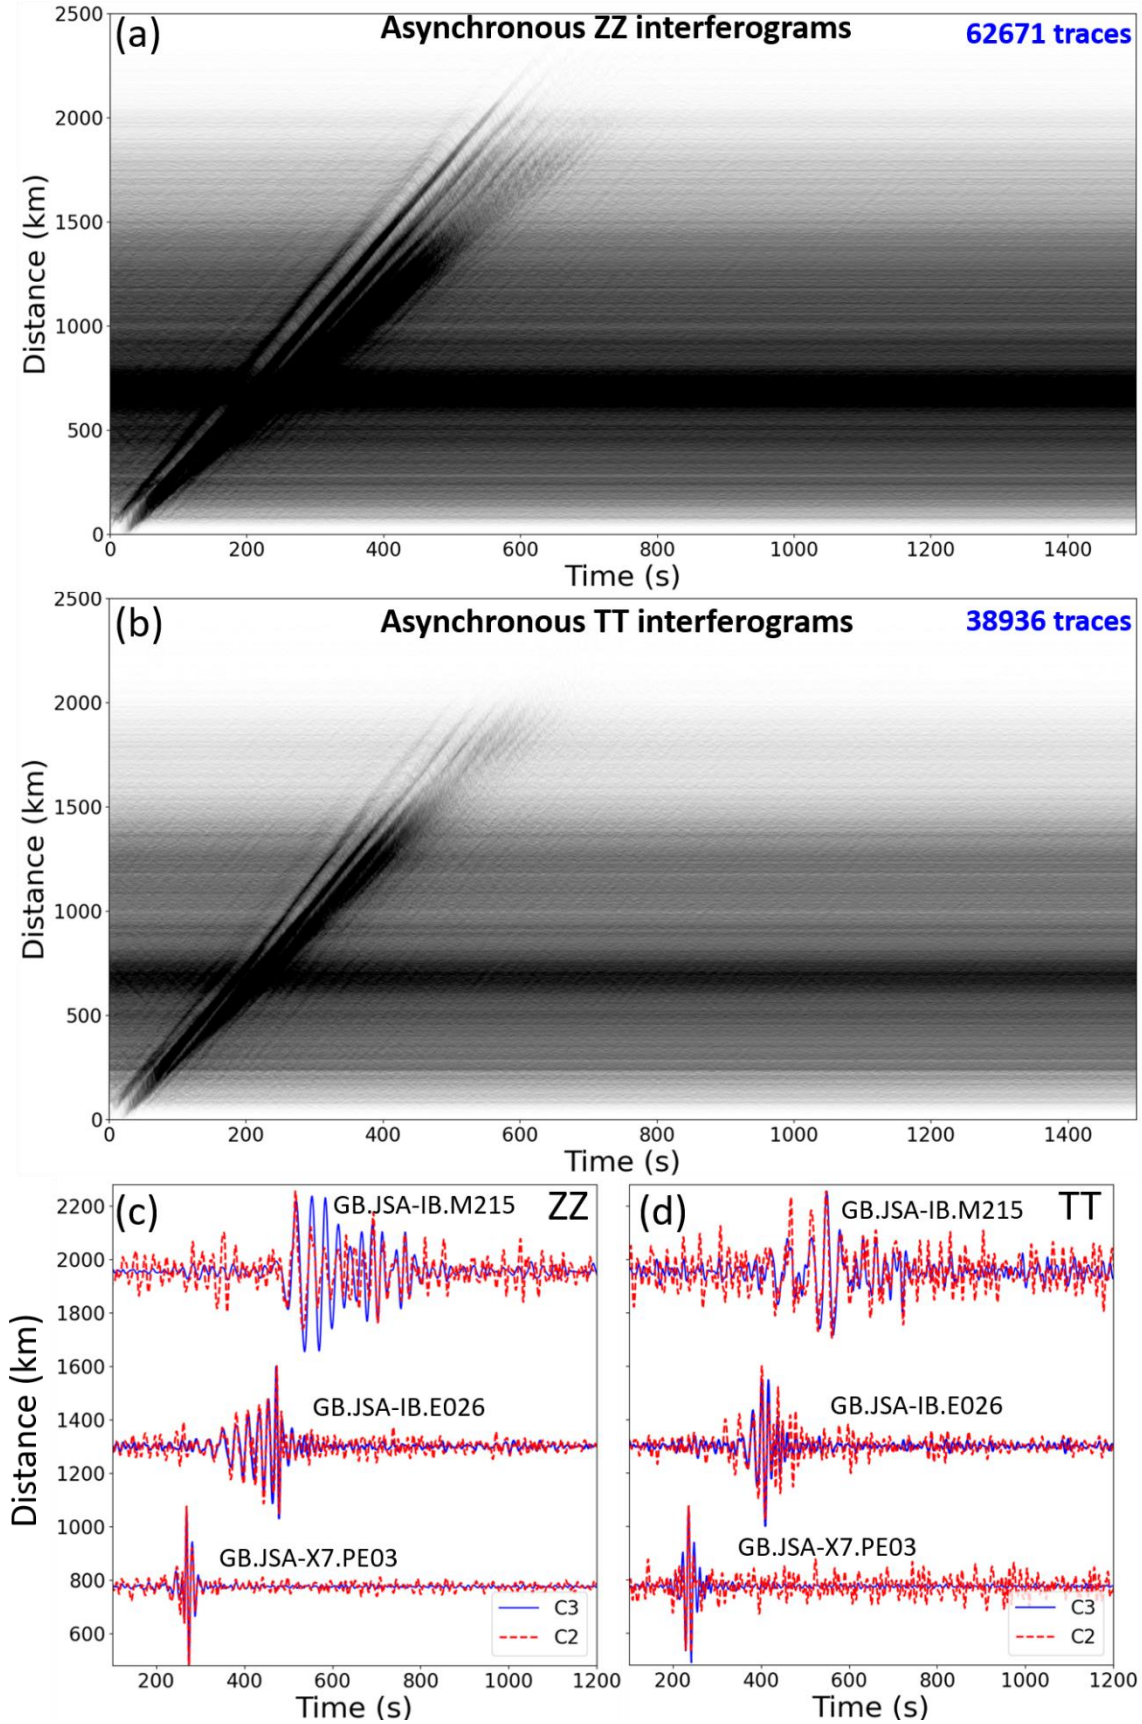 (a) Asynchronous ZZ interferograms 62671 traces
2500
2000
1500
1000
500
0
Distance (km)
0 200 400 600 800 1000 1200 1400
Time (s)
(b) Asynchronous TT interferograms 38936 traces
2500
2000
1500
1000
500
0
Distance (km)
0 200 400 600 800 1000 1200 1400
Time (s)
(c) GB.JSA-IB.M215 ZZ
2200
2000
1800
1600
GB.JSA-IB.E026
1400
1200
1000
GB.JSA-X7.PE03
800
600
C3
C2
Distance (km)
200 400 600 800 1000 1200
Time (s)
(d) GB.JSA-IB.M215 TT
GB.JSA-IB.E026
GB.JSA-X7.PE03
C3
C2
200 400 600 800 1000 1200
Time (s)